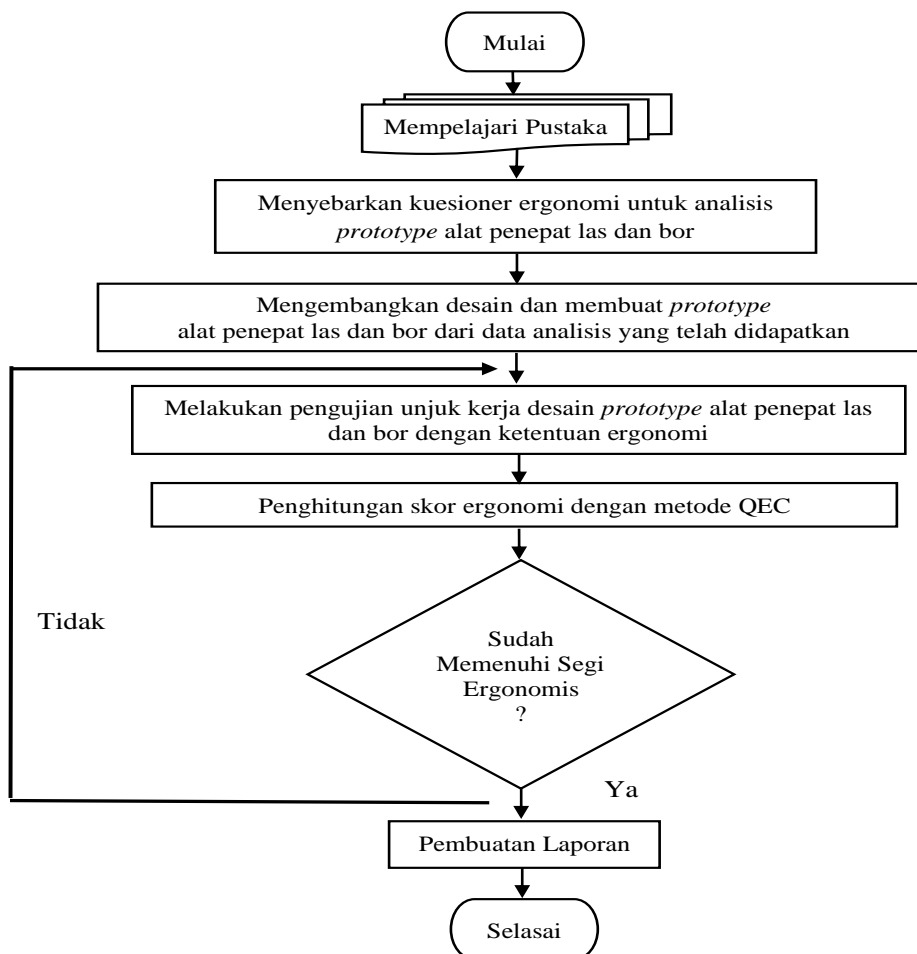 Mulai
Mempelajari Pustaka
Menyebarkan kuesioner ergonomi untuk analisis
prototype alat penepat las dan bor
Mengembangkan desain dan membuat prototype
alat penepat las dan bor dari data analisis yang telah didapatkan
Melakukan pengujian unjuk kerja desain prototype alat penepat las
dan bor dengan ketentuan ergonomi
Penghitungan skor ergonomi dengan metode QEC
Tidak
Sudah
Memenuhi Segi
Ergonomis
?
Ya
Pembuatan Laporan
Selasai